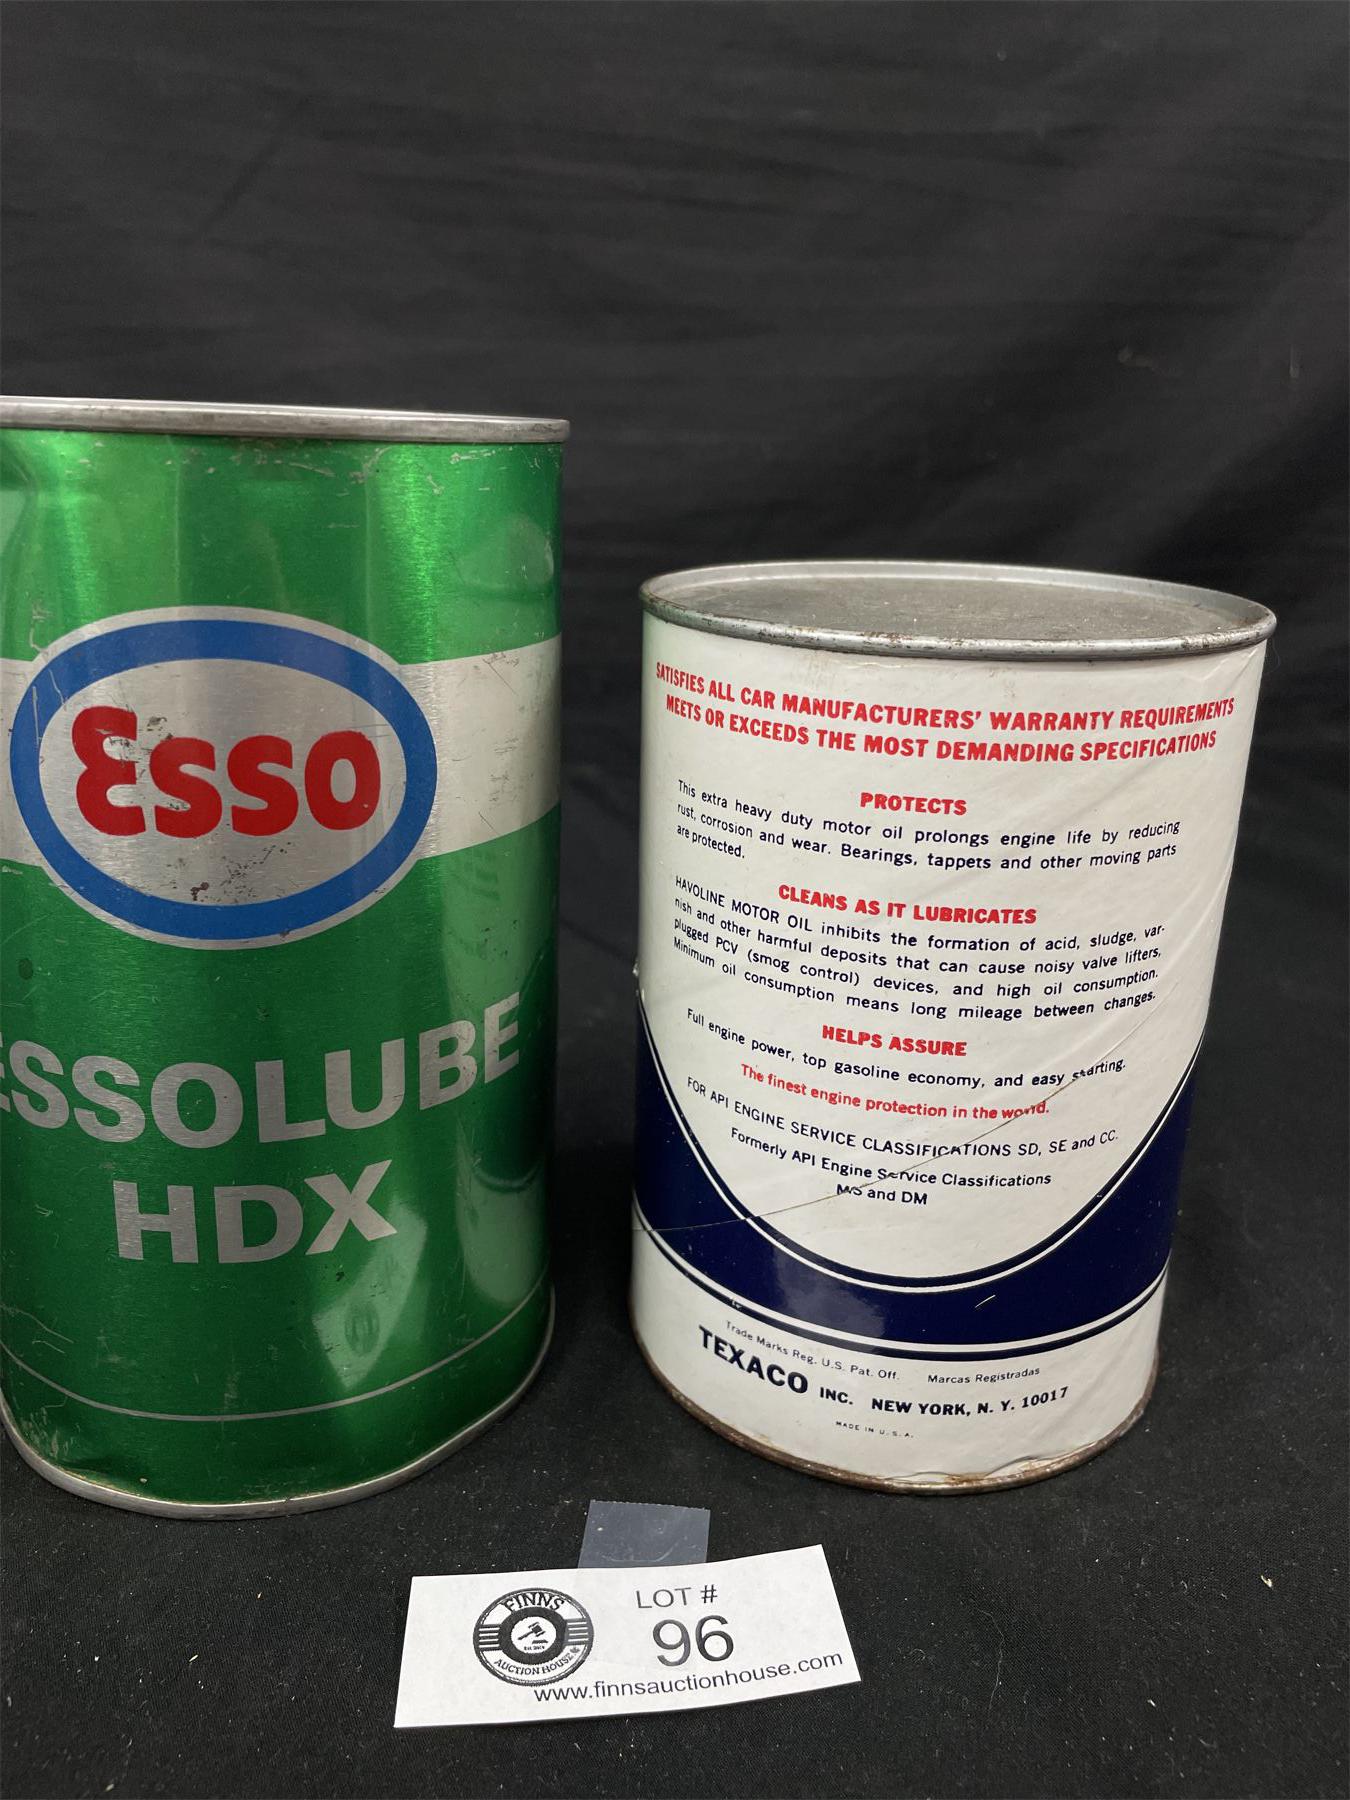 Esso
ESSOLUBE
HDX
SATISFIES ALL CAR MANUFACTURERS' WARRANTY REQUIREMENTS
MEETS OR EXCEEDS THE MOST DEMANDING SPECIFICATIONS
PROTECTS
This extra heavy duty motor oil prolongs engine life by reducing
rust, corrosion and wear. Bearings, tappets and other moving parts
are protected.
CLEANS AS IT LUBRICATES
HAVOLINE MOTOR OIL inhibits the formation of acid, sludge, var-
nish and other harmful deposits that can cause noisy valve lifters,
plugged PCV (smog control) devices, and high oil consumption.
Minimum oil consumption means long mileage between changes.
HELPS ASSURE
Full engine power, top gasoline economy, and easy starting.
The finest engine protection in the world.
FOR API ENGINE SERVICE CLASSIFICATIONS SD, SE and CC.
Formerly API Engine Service Classifications
MS and DM
Trade Marks Reg. U.S. Pat. Off. Marcas Registradas
TEXACO INC. NEW YORK, N. Y. 10017
MADE IN U.S.A.
FINNS
AUCTION HOUSE
LOT #
96
www.finnsauctionhouse.com